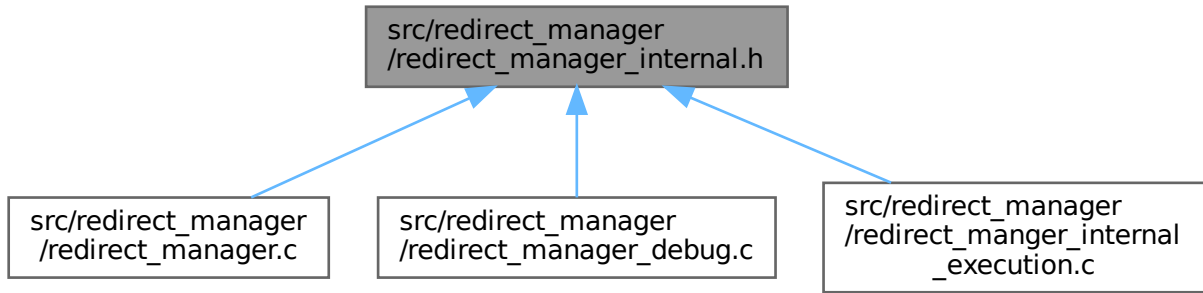 src/redirect_manager
/redirect_manager_internal.h
src/redirect_manager
/redirect_manager.c
src/redirect_manager
/redirect_manager_debug.c
src/redirect_manager
/redirect_manger_internal
_execution.c